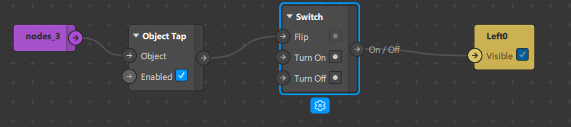 nodes_3
Object Tap
Object
Enabled
Switch
Flip
Turn On
Turn Off
On / Off
Left0
Visible